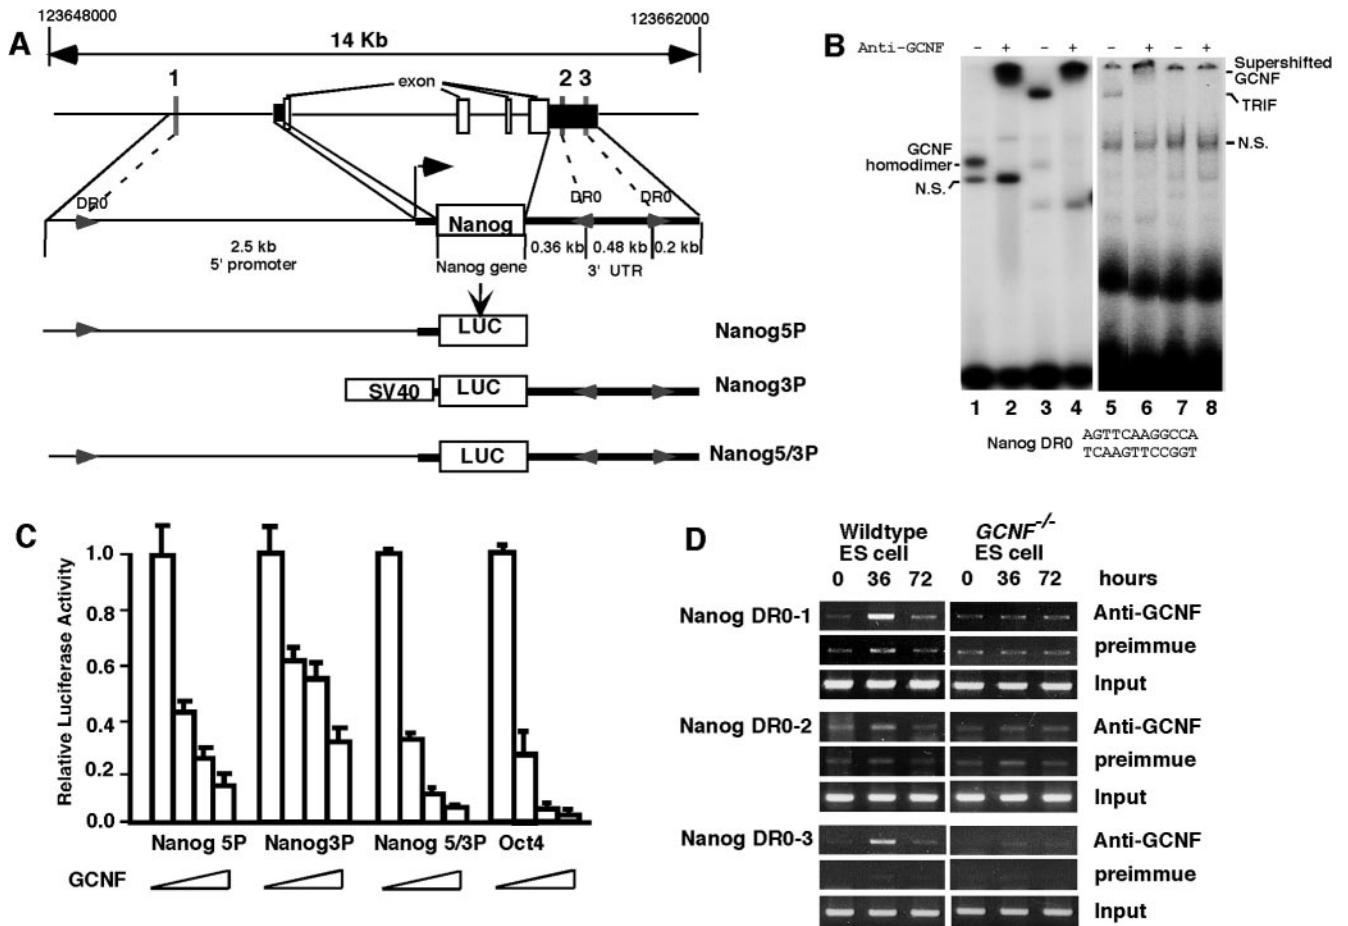 A
123648000
123662000
14 Kb
1
exon
2 3
DR0
DR0
DR0
Nanog
2.5 kb
5' promoter
Nanog gene
0.36 kb
0.48 kb
0.2 kb
3' UTR
LUC
Nanog5P
SV40
LUC
Nanog3P
LUC
Nanog5/3P
B
Anti-GCNF - + - + - + - +
Supershifted
GCNF
TRIF
N.S.
GCNF
homodimer
N.S.
1 2 3 4 5 6 7 8
Nanog DR0
AGTTCAAGGCCA
TCAAGTTCCGGT
C
Relative Luciferase Activity
1.0
0.8
0.6
0.4
0.2
0.0
Nanog 5P Nanog3P Nanog 5/3P Oct4
GCNF
D
Wildtype
ES cell
GCNF-/-
ES cell
0 36 72 0 36 72 hours
Nanog DR0-1 Anti-GCNF
preimmue
Input
Nanog DR0-2 Anti-GCNF
preimmue
Input
Nanog DR0-3 Anti-GCNF
preimmue
Input